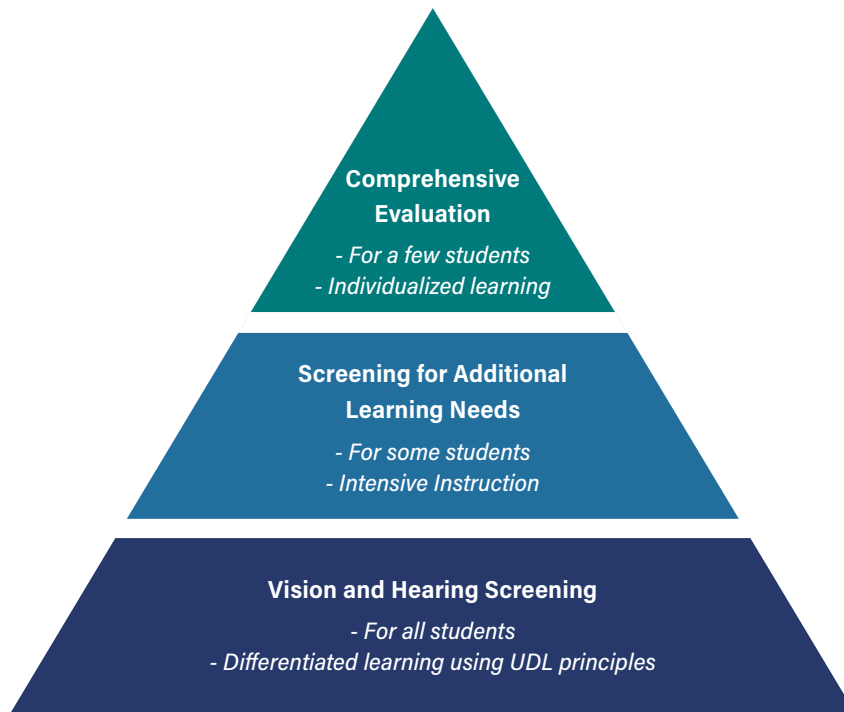 Comprehensive
Evaluation
- For a few students
- Individualized learning
Screening for Additional
Learning Needs
- For some students
- Intensive Instruction
Vision and Hearing Screening
- For all students
- Differentiated learning using UDL principles